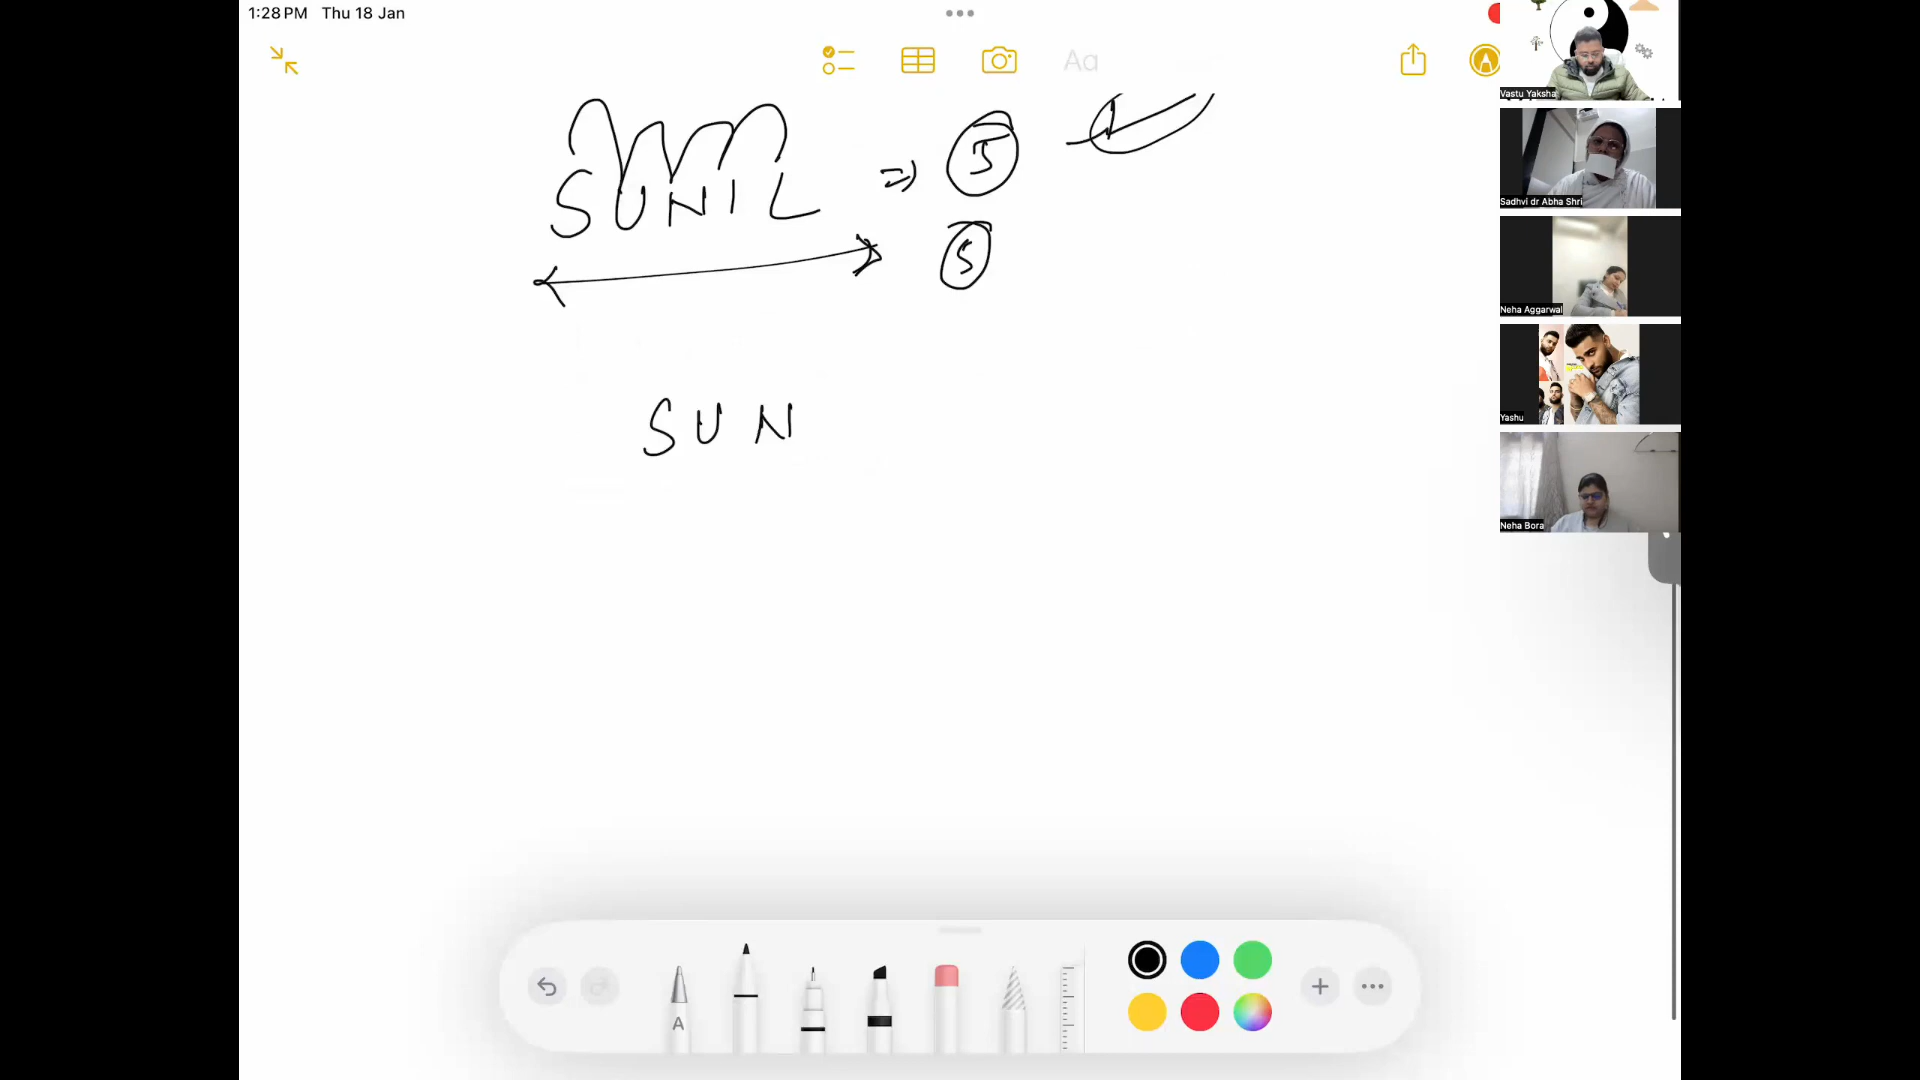 1:28 PM Thu 18 Jan
Aa
SUNIL => 5
5
SUN
A
Vastu Yaksha
Sadhvi dr Abha Shri
Neha Aggarwal
Yashu
Neha Bora